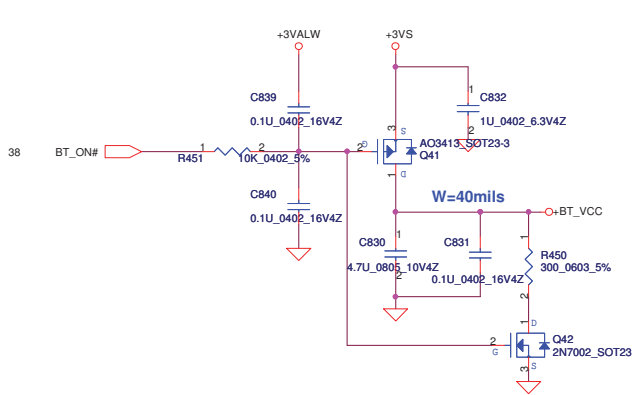 +3VALW
+3VS
C839
0.1U_0402_16V4Z
1
C832
1U_0402_6.3V4Z
2
38
BT_ON#
1
R451
2
10K_0402_5%
2
G
3
S
AO3413_SOT23-3
Q41
1
D
C840
0.1U_0402_16V4Z
W=40mils
+BT_VCC
C830
1
4.7U_0805_10V4Z
2
C831
0.1U_0402_16V4Z
1
R450
300_0603_5%
2
1
D
2
G
Q42
2N7002_SOT23
3
S